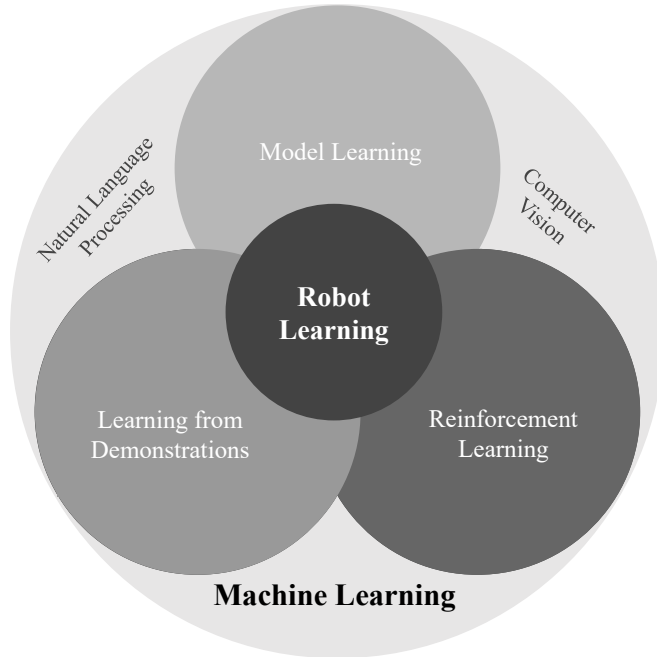 Model Learning
Natural Language
Processing
Computer
Vision
Robot
Learning
Learning from
Demonstrations
Reinforcement
Learning
Machine Learning